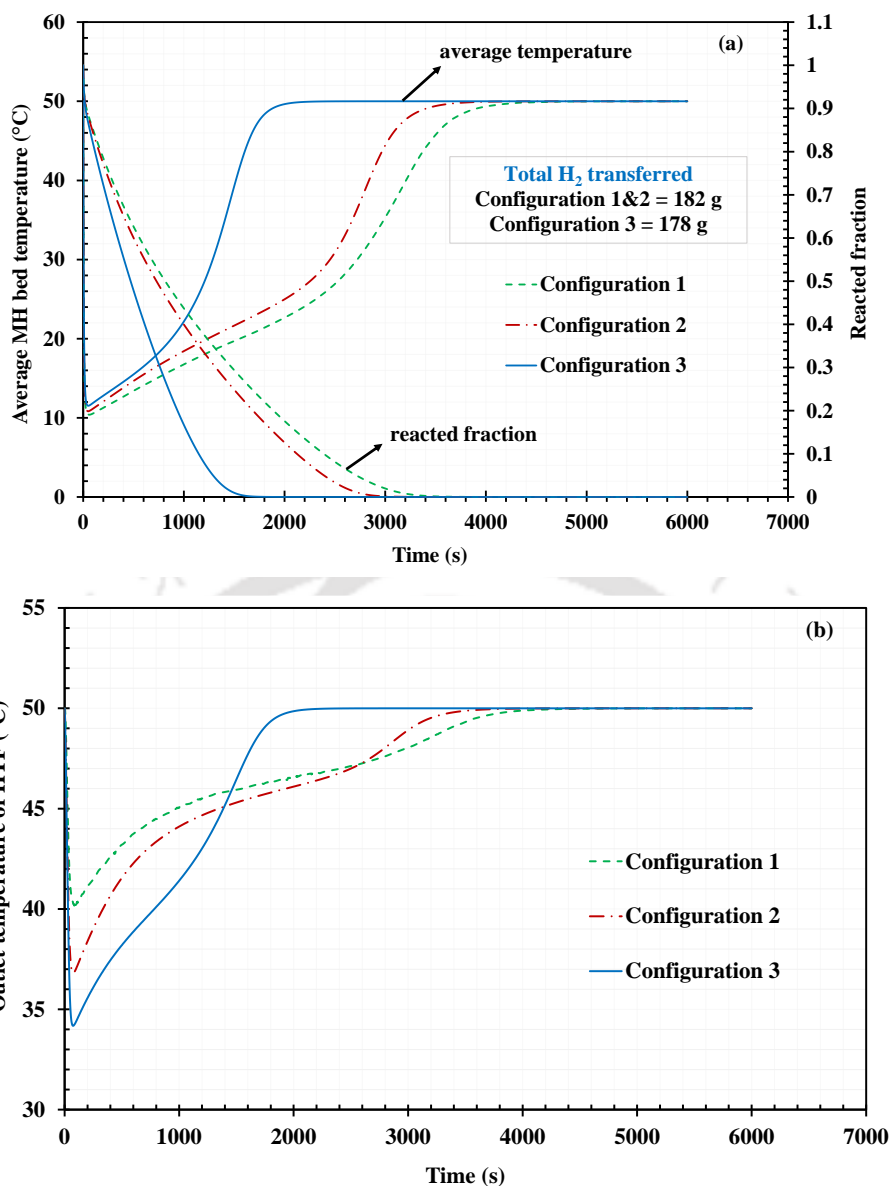 (a)
average temperature
Total H₂ transferred
Configuration 1&2 = 182 g
Configuration 3 = 178 g
Configuration 1
Configuration 2
Configuration 3
reacted fraction
Average MH bed temperature (°C)
60
50
40
30
20
10
0
Reacted fraction
1.1
1
0.9
0.8
0.7
0.6
0.5
0.4
0.3
0.2
0.1
0
0 1000 2000 3000 4000 5000 6000 7000
Time (s)
(b)
Outlet temperature of HTF (°C)
55
50
45
40
35
30
Configuration 1
Configuration 2
Configuration 3
0 1000 2000 3000 4000 5000 6000 7000
Time (s)